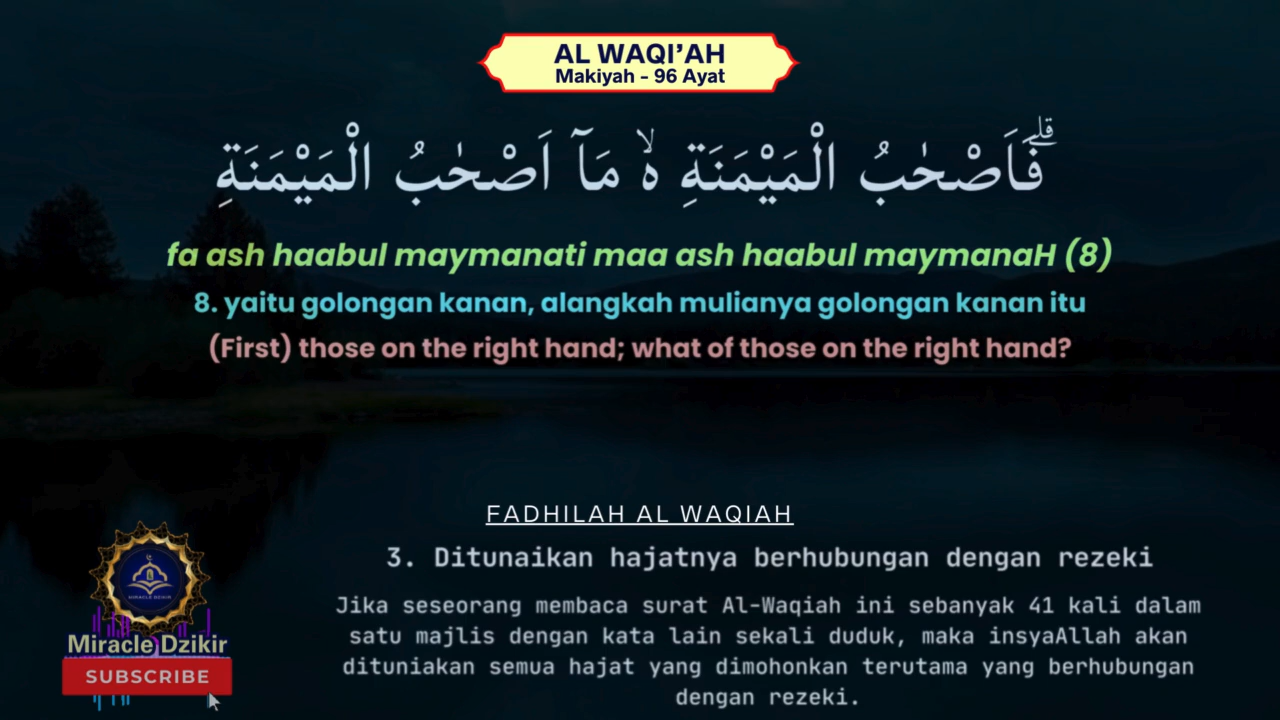 AL WAQI'AH
Makiyah - 96 Ayat
فَاَصْحٰبُ الْمَيْمَنَةِ ەۙ مَآ اَصْحٰبُ الْمَيْمَنَةِ ۗ
fa ash haabul maymanati maa ash haabul maymanaH (8)
8. yaitu golongan kanan, alangkah mulianya golongan kanan itu
(First) those on the right hand; what of those on the right hand?
FADHILAH AL WAQIAH
3. Ditunaikan hajatnya berhubungan dengan rezeki
Jika seseorang membaca surat Al-Waqiah ini sebanyak 41 kali dalam
satu majlis dengan kata lain sekali duduk, maka insyaAllah akan
dituniakan semua hajat yang dimohonkan terutama yang berhubungan
dengan rezeki.
MIRACLE DZIKIR
Miracle Dzikir
SUBSCRIBE